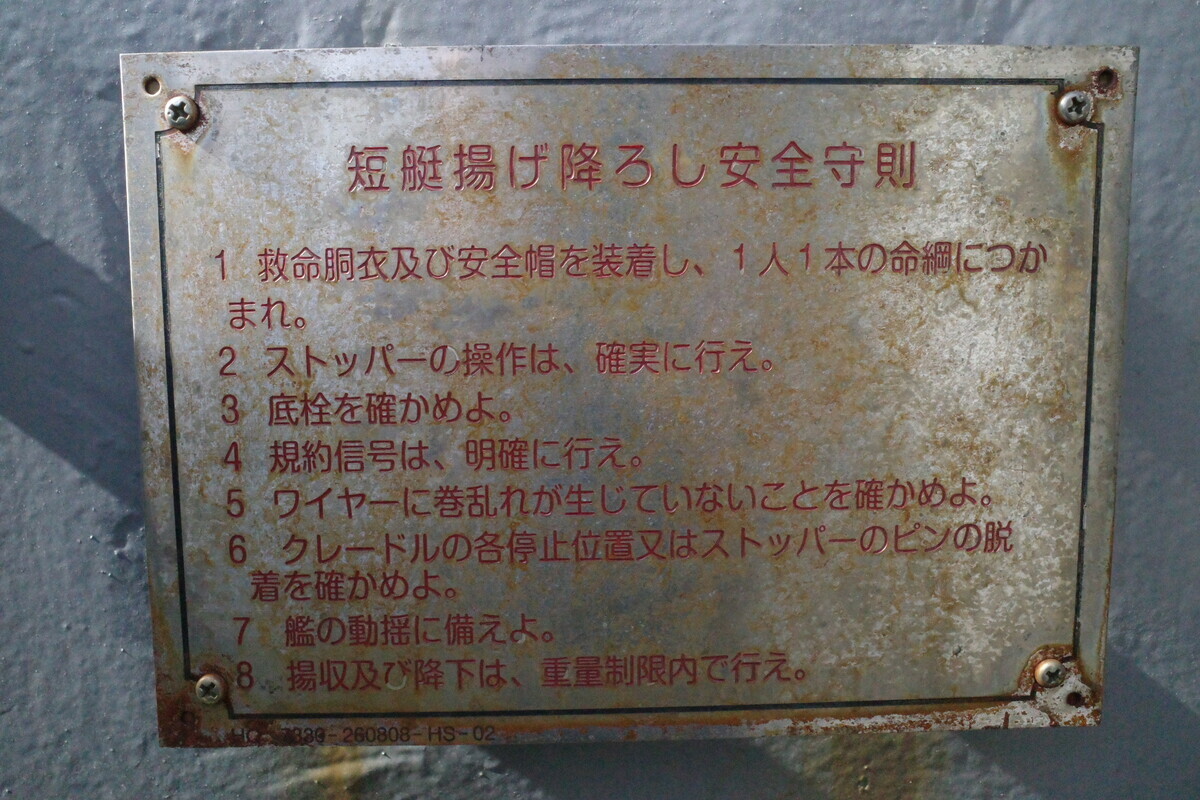 短艇揚げ降ろし安全守則
1 救命胴衣及び安全帽を装着し、1人1本の命綱につか
まれ。
2 ストッパーの操作は、確実に行え。
3 底栓を確かめよ。
4 規約信号は、明確に行え。
5 ワイヤーに巻乱れが生じていないことを確かめよ。
6 クレードルの各停止位置又はストッパーのピンの脱
着を確かめよ。
7 艦の動揺に備えよ。
8 揚収及び降下は、重量制限内で行え。
-260808-HS-02